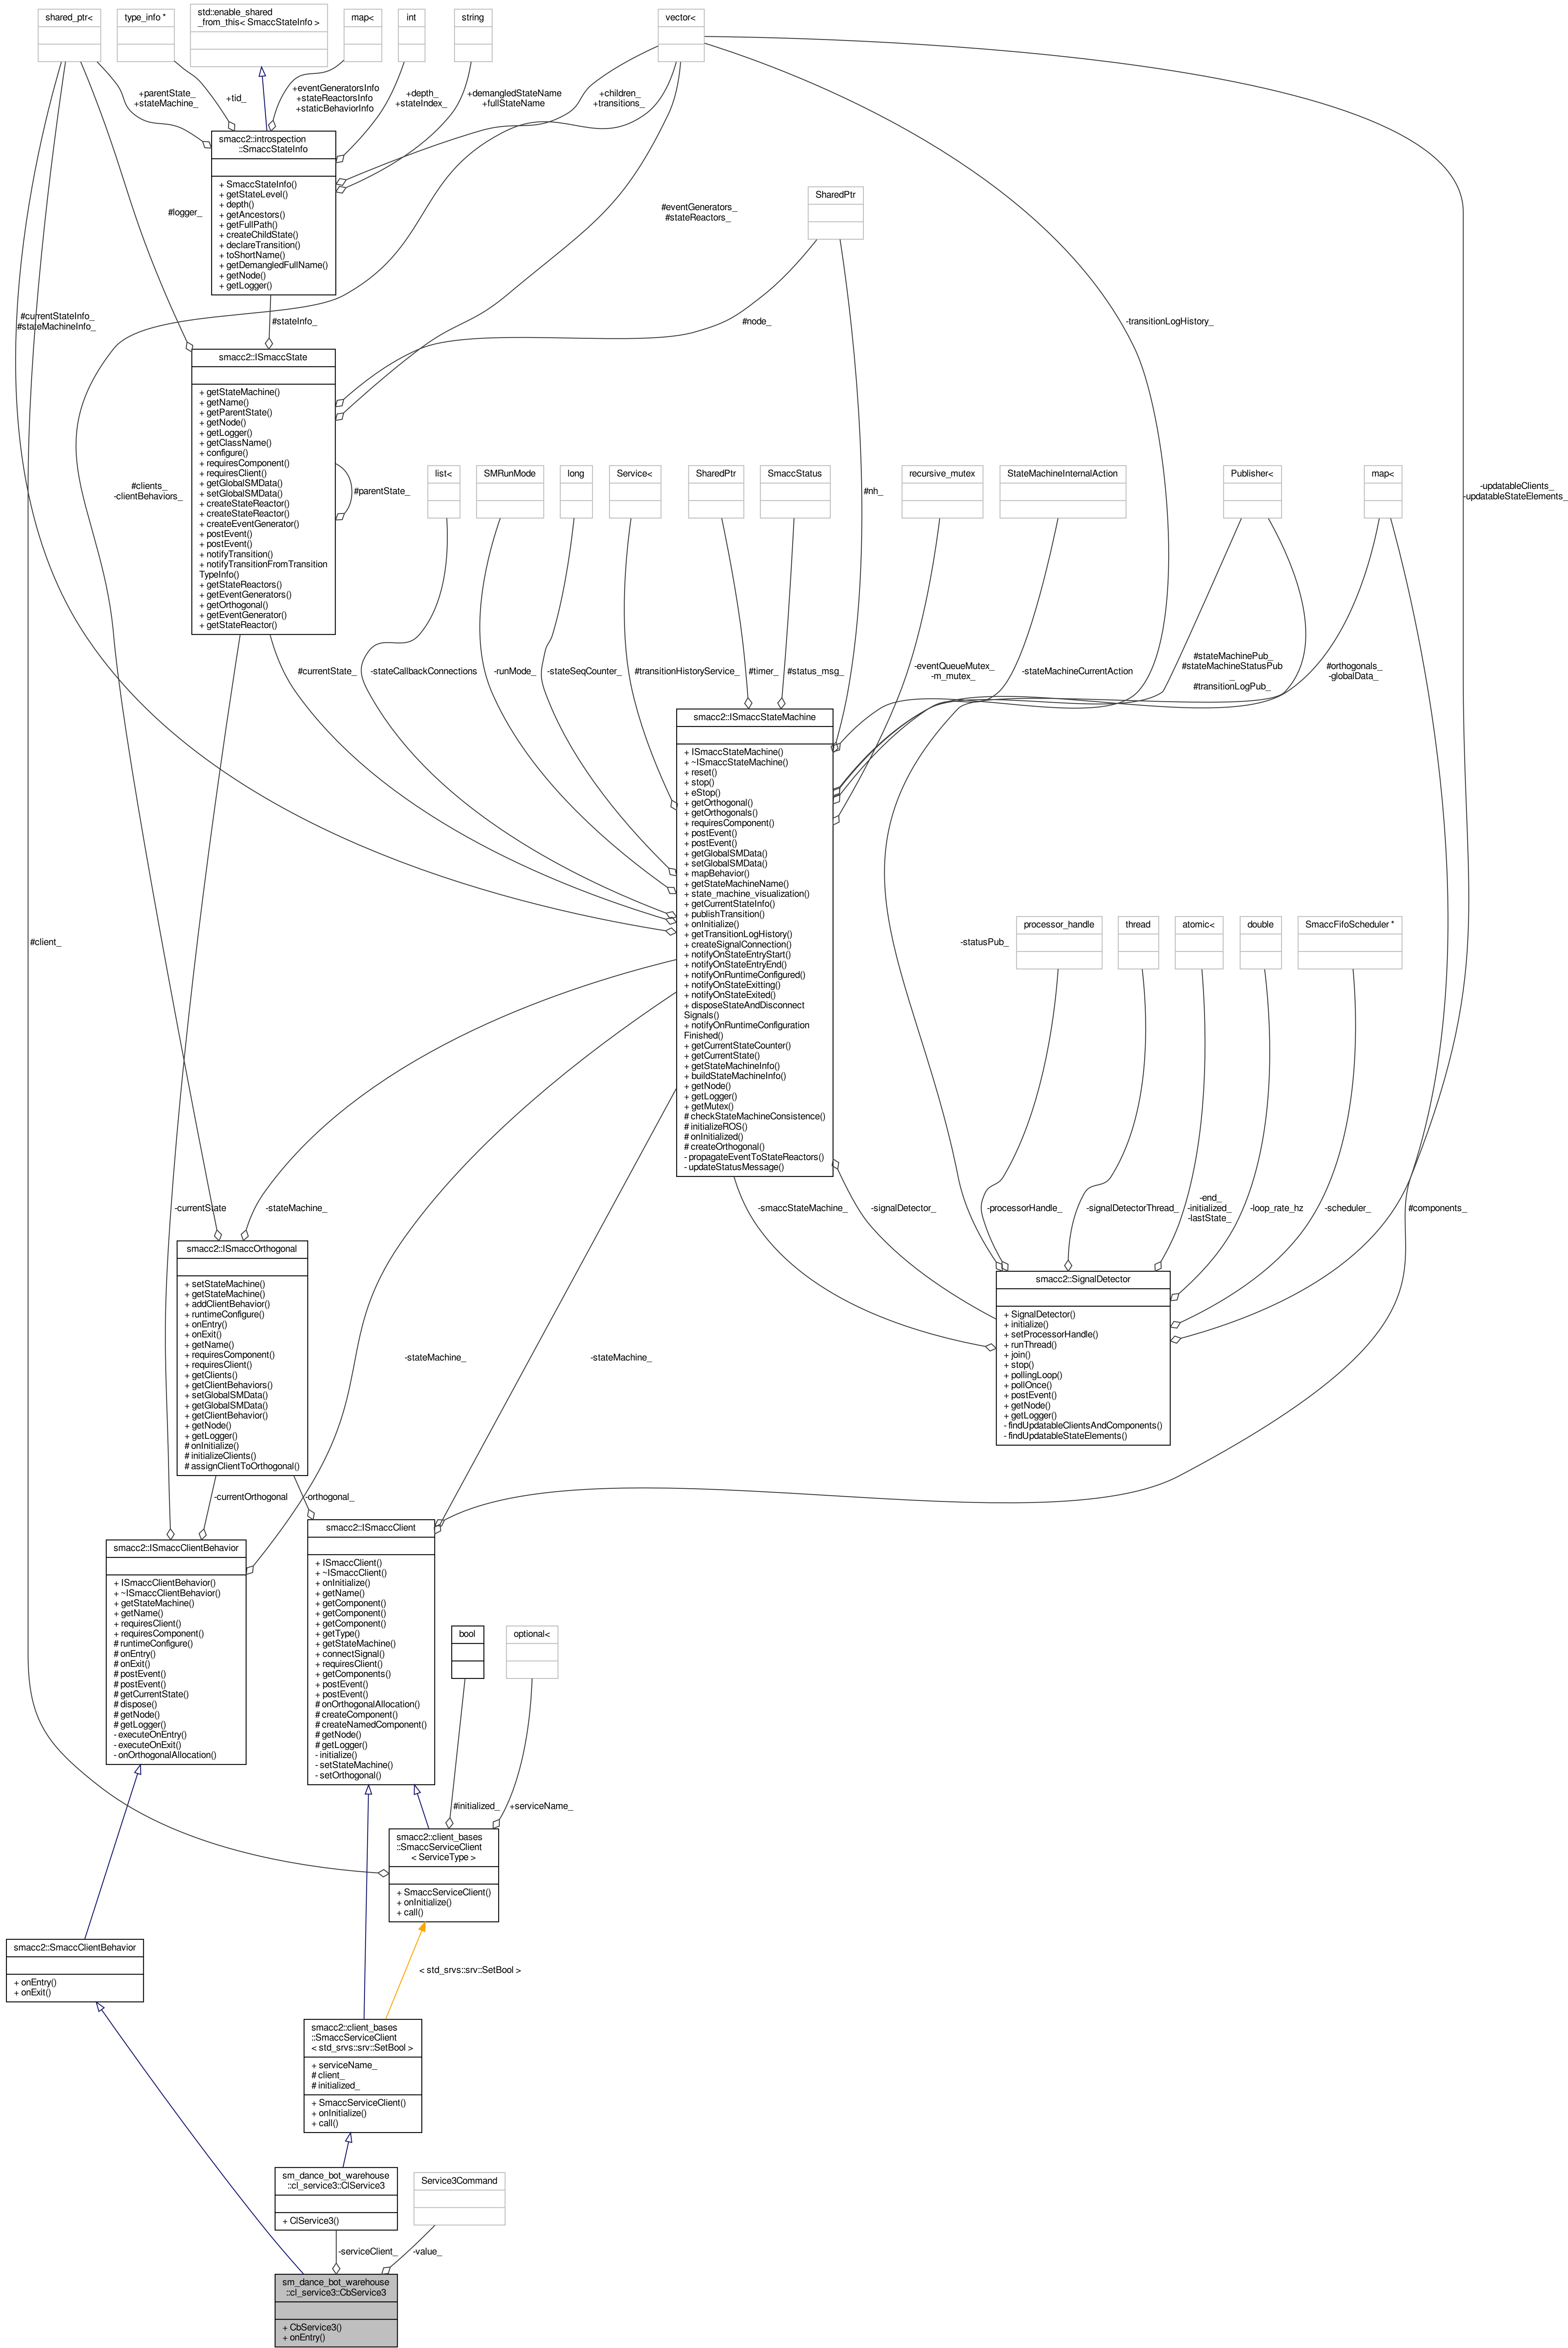 shared_ptr<
type_info *
std::enable_shared
_from_this< SmaccStateInfo >
map<
int
string
vector<
+parentState_
+stateMachine_
+tid_
+eventGeneratorsInfo
+stateReactorsInfo
+staticBehaviorInfo
+depth_
+stateIndex_
+demangledStateName
+fullStateName
+children_
+transitions_
smacc2::introspection
::SmaccStateInfo
+ SmaccStateInfo()
+ getStateLevel()
+ depth()
+ getAncestors()
+ getFullPath()
+ createChildState()
+ declareTransition()
+ toShortName()
+ getDemangledFullName()
+ getNode()
+ getLogger()
#logger_
#eventGenerators_
#stateReactors_
SharedPtr
#currentStateInfo_
#stateMachineInfo_
#stateInfo_
#node_
-transitionLogHistory_
smacc2::ISmaccState
+ getStateMachine()
+ getName()
+ getParentState()
+ getNode()
+ getLogger()
+ getClassName()
+ configure()
+ requiresComponent()
+ requiresClient()
+ getGlobalSMData()
+ setGlobalSMData()
+ createStateReactor()
+ createStateReactor()
+ createEventGenerator()
+ postEvent()
+ postEvent()
+ notifyTransition()
+ notifyTransitionFromTransition
TypeInfo()
+ getStateReactors()
+ getEventGenerators()
+ getOrthogonal()
+ getEventGenerator()
+ getStateReactor()
#clients_
-clientBehaviors_
#parentState_
list<
SMRunMode
long
Service<
SharedPtr
SmaccStatus
#nh_
recursive_mutex
StateMachineInternalAction
Publisher<
map<
-updatableClients_
-updatableStateElements_
#currentState_
-stateCallbackConnections
-runMode_
-stateSeqCounter_
#transitionHistoryService_
#timer_
#status_msg_
-eventQueueMutex_
-m_mutex_
-stateMachineCurrentAction
#stateMachinePub_
#stateMachineStatusPub
_
#transitionLogPub_
#orthogonals_
-globalData_
smacc2::ISmaccStateMachine
+ ISmaccStateMachine()
+ ~ISmaccStateMachine()
+ reset()
+ stop()
+ eStop()
+ getOrthogonal()
+ getOrthogonals()
+ requiresComponent()
+ postEvent()
+ postEvent()
+ getGlobalSMData()
+ setGlobalSMData()
+ mapBehavior()
+ getStateMachineName()
+ state_machine_visualization()
+ getCurrentStateInfo()
+ publishTransition()
+ onInitialize()
+ getTransitionLogHistory()
+ createSignalConnection()
+ notifyOnStateEntryStart()
+ notifyOnStateEntryEnd()
+ notifyOnRuntimeConfigured()
+ notifyOnStateExitting()
+ notifyOnStateExited()
+ disposeStateAndDisconnect
Signals()
+ notifyOnRuntimeConfiguration
Finished()
+ getCurrentStateCounter()
+ getCurrentState()
+ getStateMachineInfo()
+ buildStateMachineInfo()
+ getNode()
+ getLogger()
+ getMutex()
# checkStateMachineConsistence()
# initializeROS()
# onInitialized()
# createOrthogonal()
- propagateEventToStateReactors()
- updateStatusMessage()
#client_
-statusPub_
processor_handle
thread
atomic<
double
SmaccFifoScheduler *
-currentState
-stateMachine_
-smaccStateMachine_
-signalDetector_
-processorHandle_
-signalDetectorThread_
-end_
-initialized_
-lastState_
-loop_rate_hz
-scheduler_
#components_
smacc2::ISmaccOrthogonal
+ setStateMachine()
+ getStateMachine()
+ addClientBehavior()
+ runtimeConfigure()
+ onEntry()
+ onExit()
+ getName()
+ requiresComponent()
+ requiresClient()
+ getClients()
+ getClientBehaviors()
+ setGlobalSMData()
+ getGlobalSMData()
+ getClientBehavior()
+ getNode()
+ getLogger()
# onInitialize()
# initializeClients()
# assignClientToOrthogonal()
-stateMachine_
-stateMachine_
smacc2::SignalDetector
+ SignalDetector()
+ initialize()
+ setProcessorHandle()
+ runThread()
+ join()
+ stop()
+ pollingLoop()
+ pollOnce()
+ postEvent()
+ getNode()
+ getLogger()
- findUpdatableClientsAndComponents()
- findUpdatableStateElements()
-currentOrthogonal
-orthogonal_
smacc2::ISmaccClientBehavior
+ ISmaccClientBehavior()
+ ~ISmaccClientBehavior()
+ getStateMachine()
+ getName()
+ requiresClient()
+ requiresComponent()
# runtimeConfigure()
# onEntry()
# onExit()
# postEvent()
# postEvent()
# getCurrentState()
# dispose()
# getNode()
# getLogger()
- executeOnEntry()
- executeOnExit()
- onOrthogonalAllocation()
smacc2::ISmaccClient
+ ISmaccClient()
+ ~ISmaccClient()
+ onInitialize()
+ getName()
+ getComponent()
+ getComponent()
+ getComponent()
+ getType()
+ getStateMachine()
+ connectSignal()
+ requiresClient()
+ getComponents()
+ postEvent()
+ postEvent()
# onOrthogonalAllocation()
# createComponent()
# createNamedComponent()
# getNode()
# getLogger()
- initialize()
- setStateMachine()
- setOrthogonal()
bool
optional<
#initialized_
+serviceName_
smacc2::client_bases
::SmaccServiceClient
< ServiceType >
+ SmaccServiceClient()
+ onInitialize()
+ call()
smacc2::SmaccClientBehavior
+ onEntry()
+ onExit()
< std_srvs::srv::SetBool >
smacc2::client_bases
::SmaccServiceClient
< std_srvs::srv::SetBool >
+ serviceName_
# client_
# initialized_
+ SmaccServiceClient()
+ onInitialize()
+ call()
sm_dance_bot_warehouse
::cl_service3::ClService3
+ ClService3()
Service3Command
-serviceClient_
-value_
sm_dance_bot_warehouse
::cl_service3::CbService3
+ CbService3()
+ onEntry()